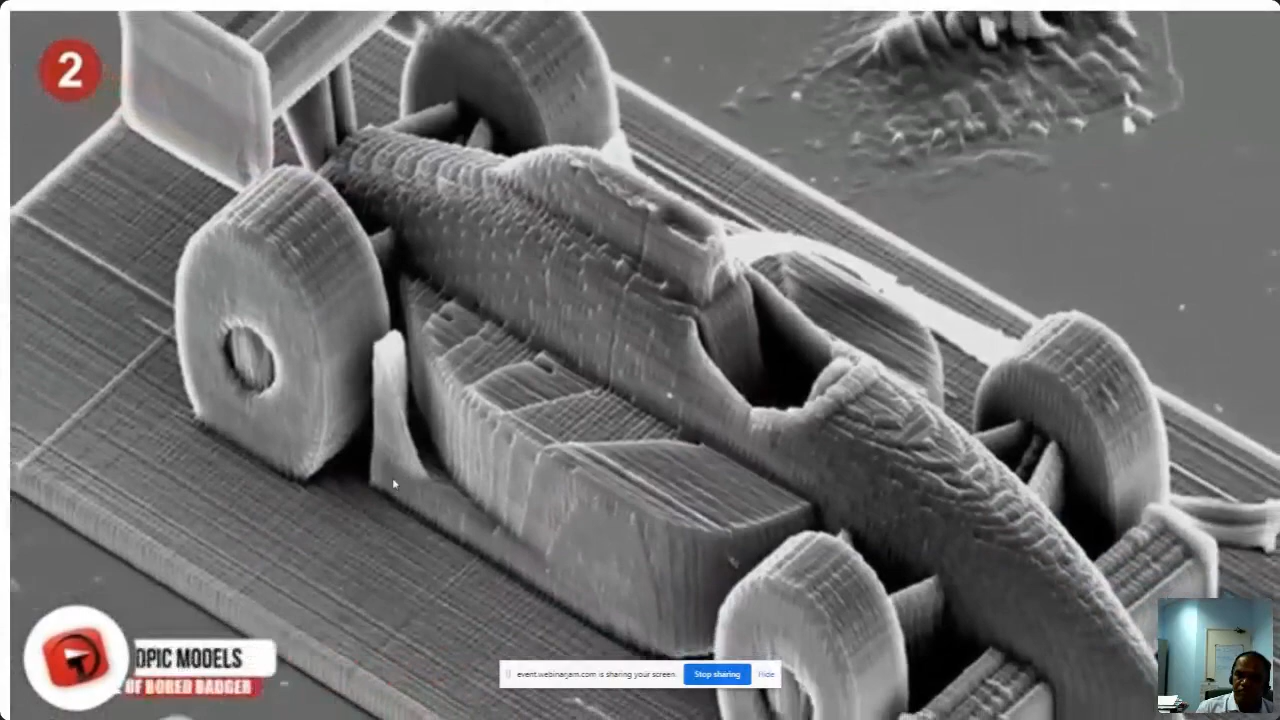 2
OPIC MODELS
OF BORED BADGER
event.webinarjam.com is sharing your screen.
Stop sharing
Hide